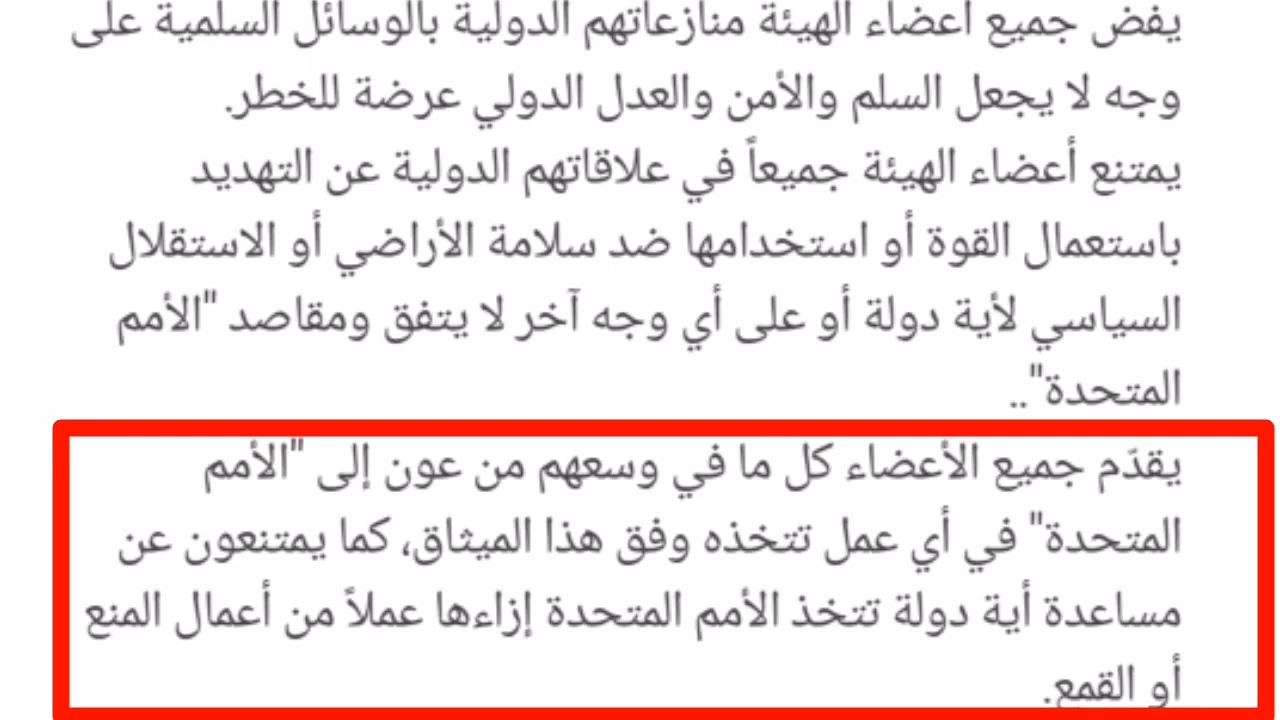 يفض جميع أعضاء الهيئة منازعاتهم الدولية بالوسائل السلمية على
وجه لا يجعل السلم والأمن والعدل الدولي عرضة للخطر.
يمتنع أعضاء الهيئة جميعاً في علاقاتهم الدولية عن التهديد
باستعمال القوة أو استخدامها ضد سلامة الأراضي أو الاستقلال
السياسي لأية دولة أو على أي وجه آخر لا يتفق ومقاصد "الأمم
المتحدة"..
يقدّم جميع الأعضاء كل ما في وسعهم من عون إلى "الأمم
المتحدة" في أي عمل تتخذه وفق هذا الميثاق، كما يمتنعون عن
مساعدة أية دولة تتخذ الأمم المتحدة إزاءها عملاً من أعمال المنع
أو القمع.